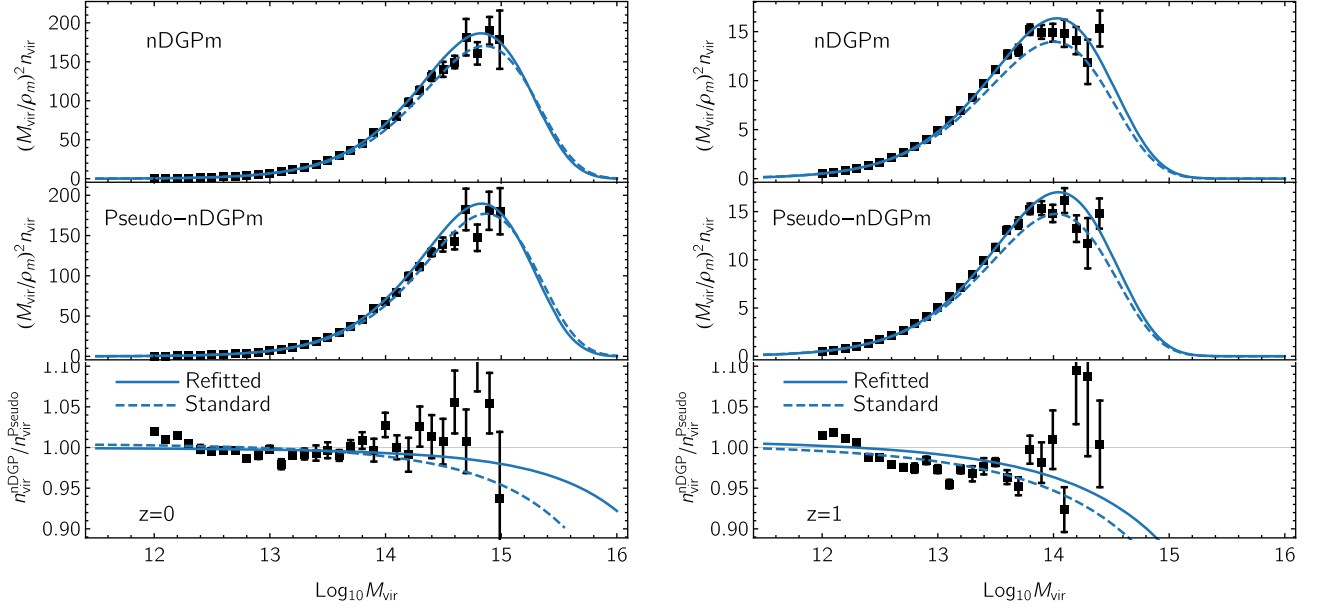 nDGPm
(M_vir/ρ_m)^2 n_vir
200
150
100
50
0
Pseudo−nDGPm
(M_vir/ρ_m)^2 n_vir
200
150
100
50
0
Refitted
Standard
n_vir^nDGP/n_vir^Pseudo
1.10
1.05
1.00
0.95
0.90
z=0
12 13 14 15 16
Log₁₀M_vir
nDGPm
(M_vir/ρ_m)^2 n_vir
15
10
5
0
Pseudo−nDGPm
(M_vir/ρ_m)^2 n_vir
15
10
5
0
Refitted
Standard
n_vir^nDGP/n_vir^Pseudo
1.10
1.05
1.00
0.95
0.90
z=1
12 13 14 15 16
Log₁₀M_vir